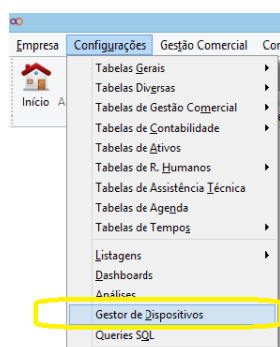 Empresa Configurações Gestão Comercial
Início
Tabelas Gerais
Tabelas Diversas
Tabelas de Gestão Comercial
Tabelas de Contabilidade
Tabelas de Ativos
Tabelas de R. Humanos
Tabelas de Assistência Técnica
Tabelas de Agenda
Tabelas de Tempos
Listagens
Dashboards
Análises
Gestor de Dispositivos
Queries SQL